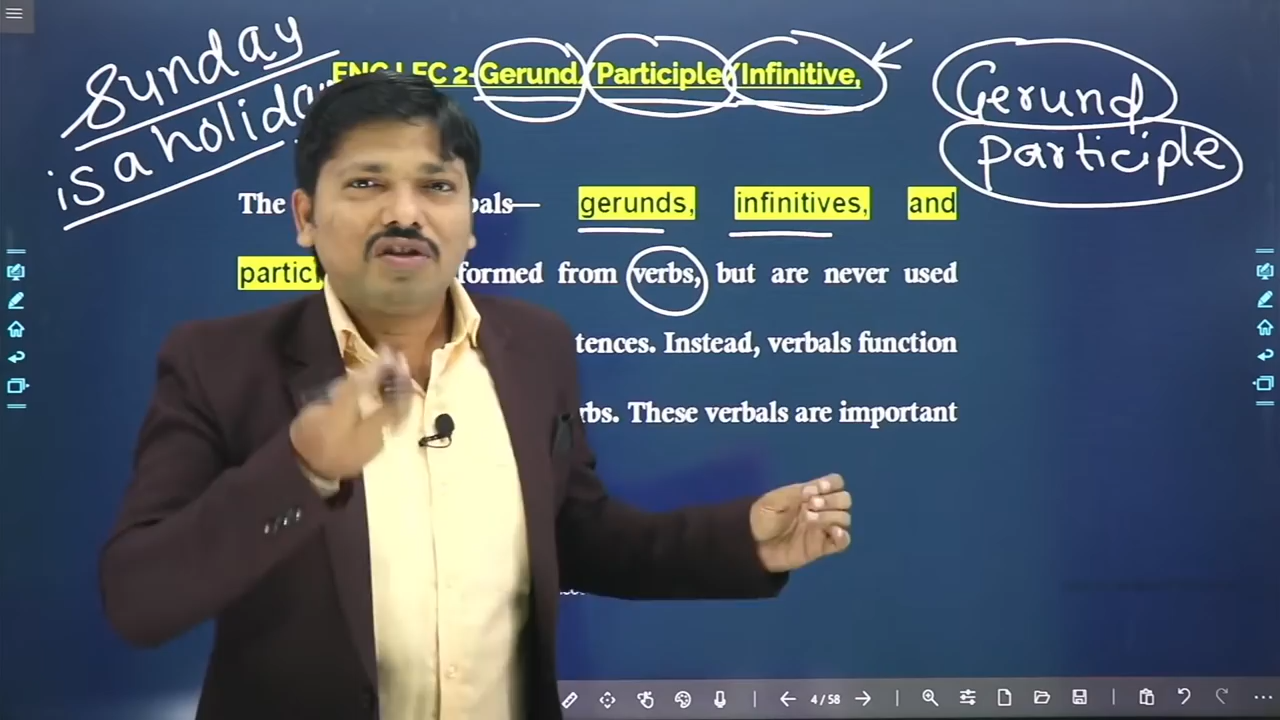 Sunday
is a holiday
ENG LEC 2-Gerund, Participle/Infinitive,
Gerund
Participle
The bals— gerunds, infinitives, and
partici formed from verbs, but are never used
tences. Instead, verbals function
rbs. These verbals are important
4/58